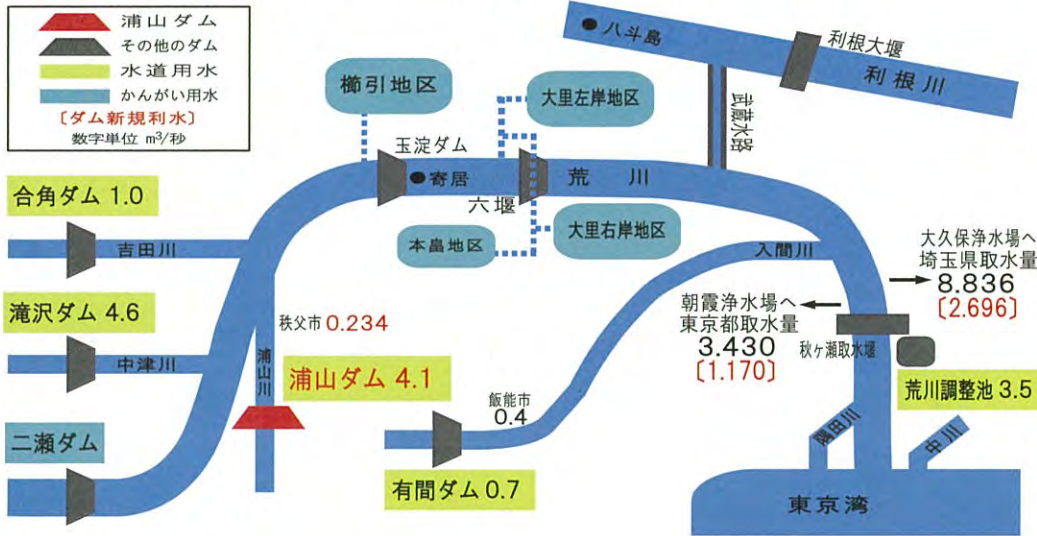 浦山ダム
その他のダム
水道用水
かんがい用水
〔ダム新規利水〕
数字単位 m³/秒
八斗島
利根大堰
利根川
武蔵水路
櫛引地区
大里左岸地区
玉淀ダム
寄居
六堰
荒川
本畠地区
大里右岸地区
合角ダム 1.0
吉田川
滝沢ダム 4.6
中津川
二瀬ダム
秩父市 0.234
浦山川
浦山ダム 4.1
入間川
飯能市
0.4
有間ダム 0.7
大久保浄水場へ
埼玉県取水量
8.836
〔2.696〕
朝霞浄水場へ
東京都取水量
3.430
〔1.170〕
秋ヶ瀬取水堰
荒川調整池 3.5
隅田川
中川
東京湾